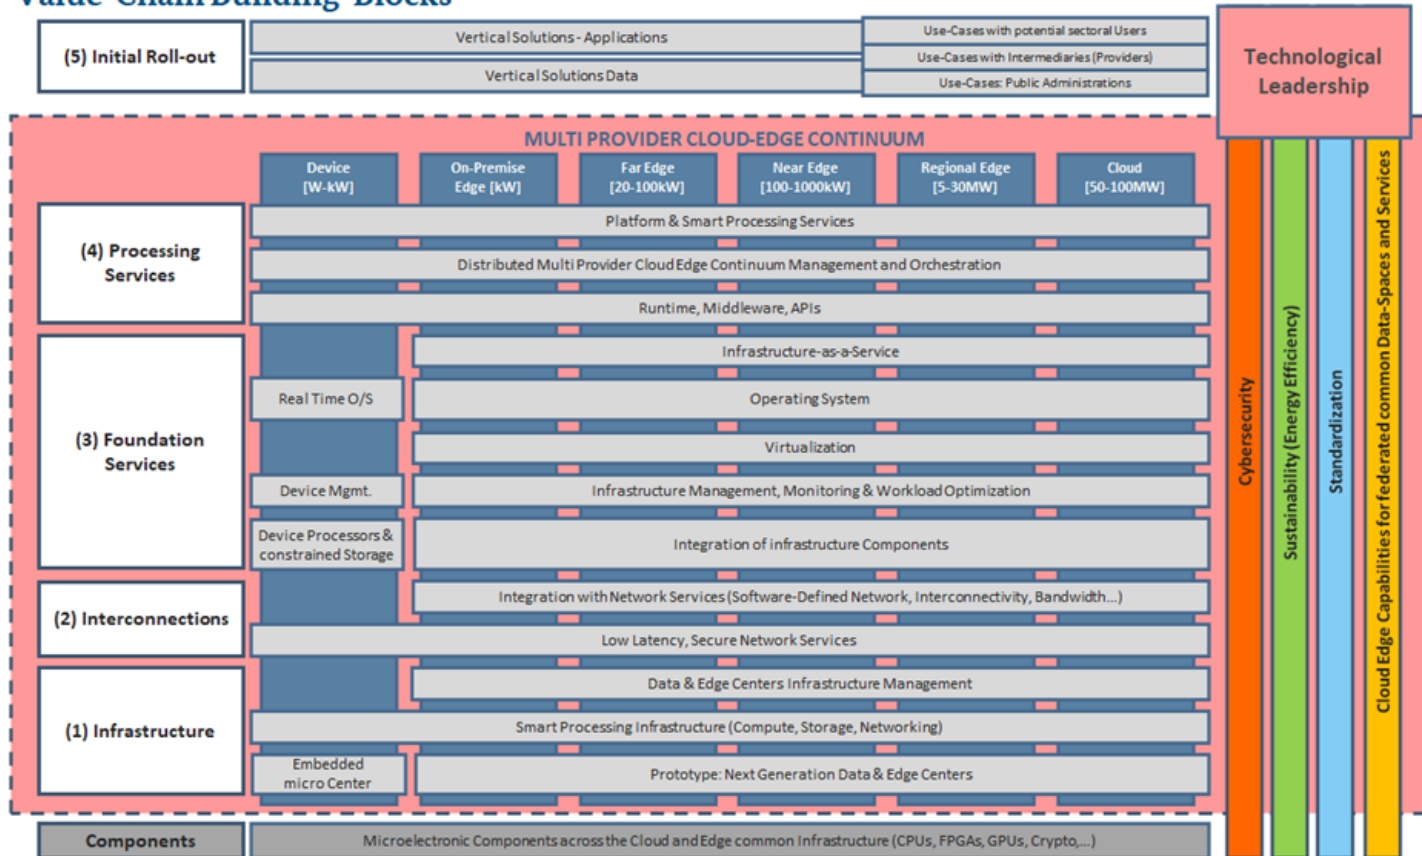 Value Chain Building Blocks
(5) Initial Roll-out
Vertical Solutions - Applications
Vertical Solutions Data
Use-Cases with potential sectoral Users
Use-Cases with Intermediaries (Providers)
Use-Cases: Public Administrations
Technological
Leadership
MULTI PROVIDER CLOUD-EDGE CONTINUUM
Device
[W-kW]
On-Premise
Edge [kW]
Far Edge
[20-100kW]
Near Edge
[100-1000kW]
Regional Edge
[5-30MW]
Cloud
[50-100MW]
(4) Processing
Services
Platform & Smart Processing Services
Distributed Multi Provider Cloud Edge Continuum Management and Orchestration
Runtime, Middleware, APIs
(3) Foundation
Services
Infrastructure-as-a-Service
Real Time O/S
Operating System
Virtualization
Device Mgmt.
Infrastructure Management, Monitoring & Workload Optimization
Device Processors &
constrained Storage
Integration of infrastructure Components
(2) Interconnections
Integration with Network Services (Software-Defined Network, Interconnectivity, Bandwidth...)
Low Latency, Secure Network Services
(1) Infrastructure
Data & Edge Centers Infrastructure Management
Smart Processing Infrastructure (Compute, Storage, Networking)
Embedded
micro Center
Prototype: Next Generation Data & Edge Centers
Components
Microelectronic Components across the Cloud and Edge common Infrastructure (CPUs, FPGAs, GPUs, Crypto,...)
Cybersecurity
Sustainability (Energy Efficiency)
Standardization
Cloud Edge Capabilities for federated common Data-Spaces and Services